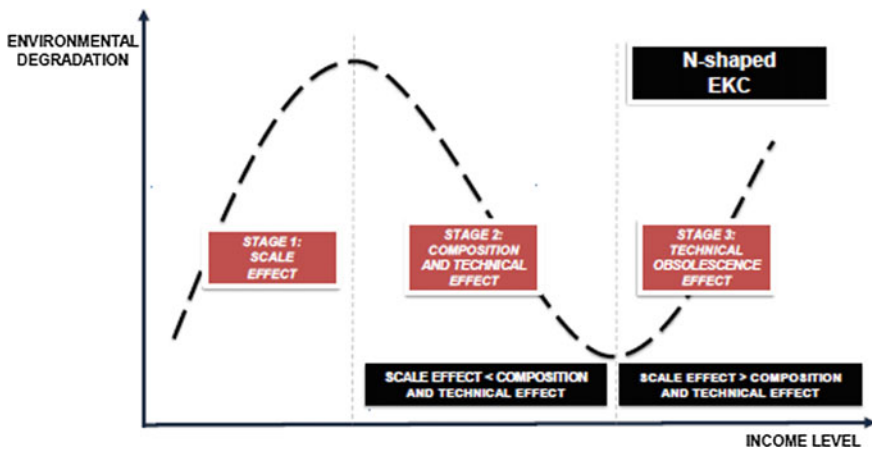 ENVIRONMENTAL
DEGRADATION
N-shaped
EKC
STAGE 1:
SCALE
EFFECT
STAGE 2:
COMPOSITION
AND TECHNICAL
EFFECT
STAGE 3:
TECHNICAL
OBSOLESCENCE
EFFECT
SCALE EFFECT < COMPOSITION
AND TECHNICAL EFFECT
SCALE EFFECT > COMPOSITION
AND TECHNICAL EFFECT
INCOME LEVEL